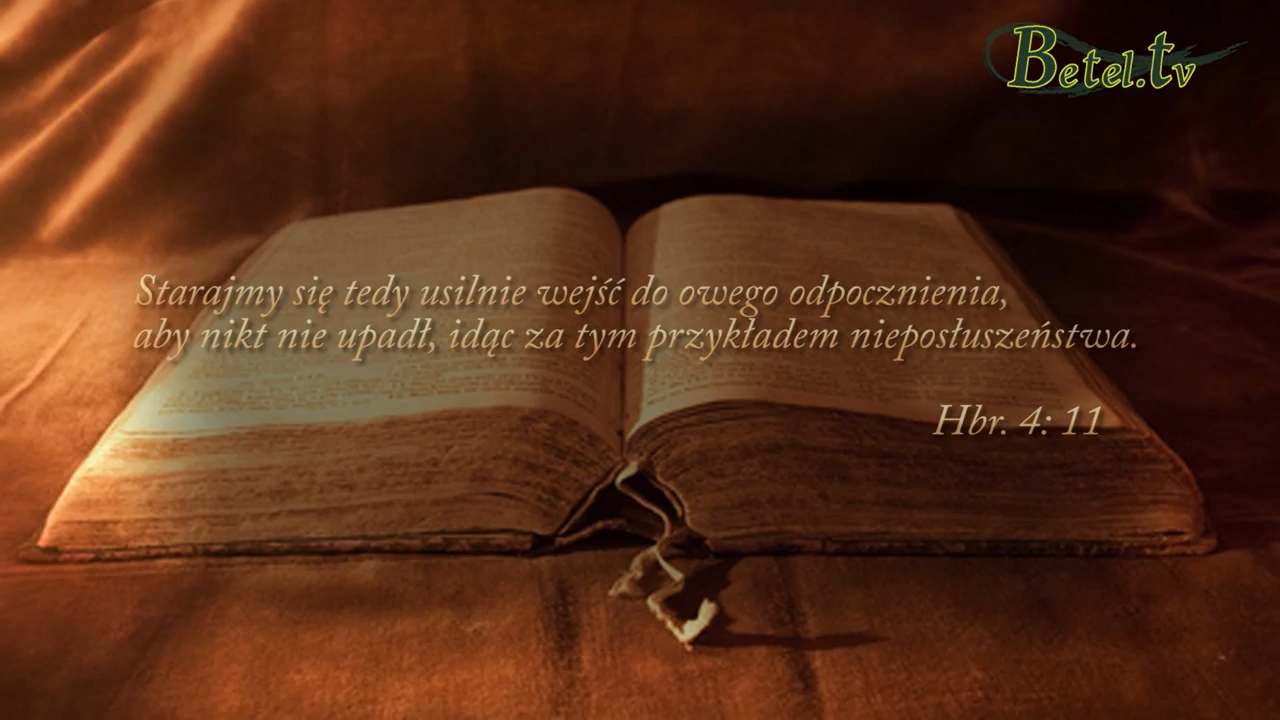 Betel.tv
Starajmy się tedy usilnie wejść do owego odpocznienia,
aby nikt nie upadł, idąc za tym przykładem nieposłuszeństwa.
Hbr. 4: 11